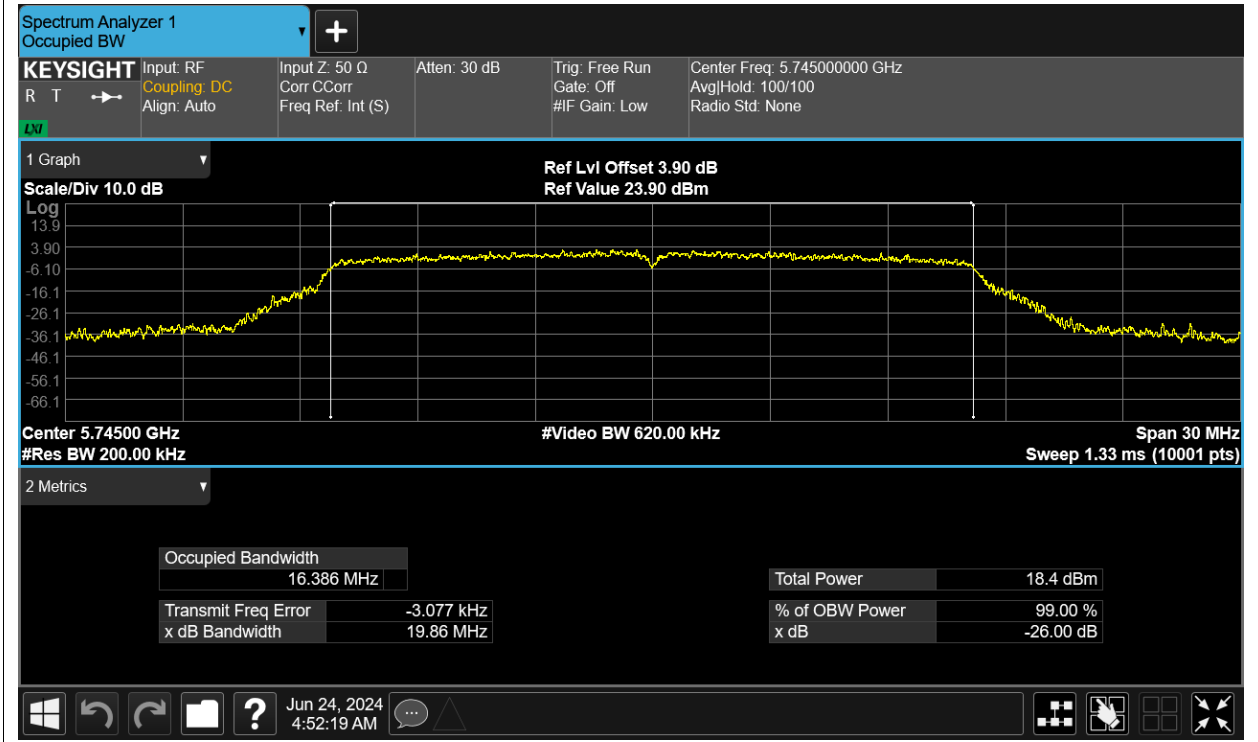 Spectrum Analyzer 1
Occupied BW
KEYSIGHT
R T
LXI
Input: RF
Coupling: DC
Align: Auto
Input Z: 50 Ω
Corr CCorr
Freq Ref: Int (S)
Atten: 30 dB
Trig: Free Run
Gate: Off
#IF Gain: Low
Center Freq: 5.745000000 GHz
Avg|Hold: 100/100
Radio Std: None
1 Graph
Scale/Div 10.0 dB
Ref Lvl Offset 3.90 dB
Ref Value 23.90 dBm
Log
13.9
3.90
-6.10
-16.1
-26.1
-36.1
-46.1
-56.1
-66.1
Center 5.74500 GHz
#Res BW 200.00 kHz
#Video BW 620.00 kHz
Span 30 MHz
Sweep 1.33 ms (10001 pts)
2 Metrics
Occupied Bandwidth
16.386 MHz
Transmit Freq Error -3.077 kHz
x dB Bandwidth 19.86 MHz
Total Power 18.4 dBm
% of OBW Power 99.00 %
x dB -26.00 dB
?
Jun 24, 2024
4:52:19 AM